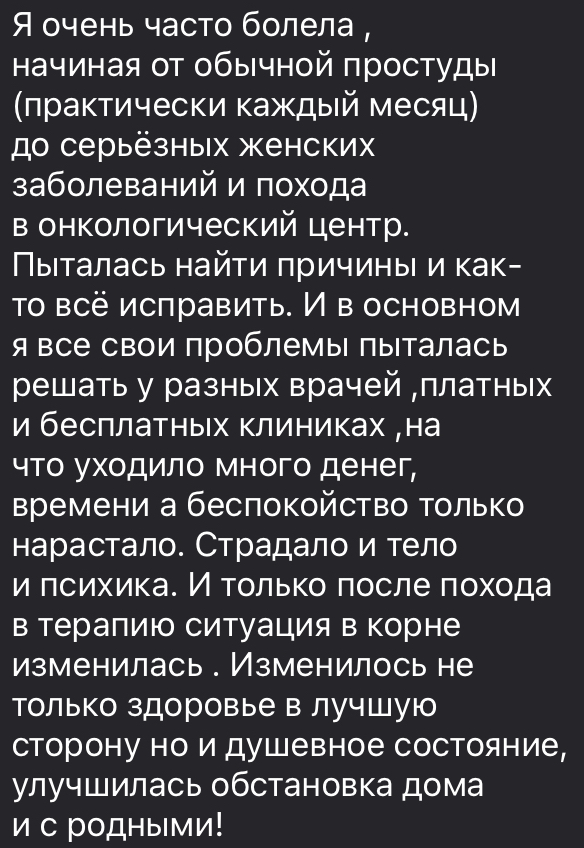 Я очень часто болела ,
начиная от обычной простуды
(практически каждый месяц)
до серьёзных женских
заболеваний и похода
в онкологический центр.
Пыталась найти причины и как-
то всё исправить. И в основном
я все свои проблемы пыталась
решать у разных врачей ,платных
и бесплатных клиниках ,на
что уходило много денег,
времени а беспокойство только
нарастало. Страдало и тело
и психика. И только после похода
в терапию ситуация в корне
изменилась . Изменилось не
только здоровье в лучшую
сторону но и душевное состояние,
улучшилась обстановка дома
и с родными!